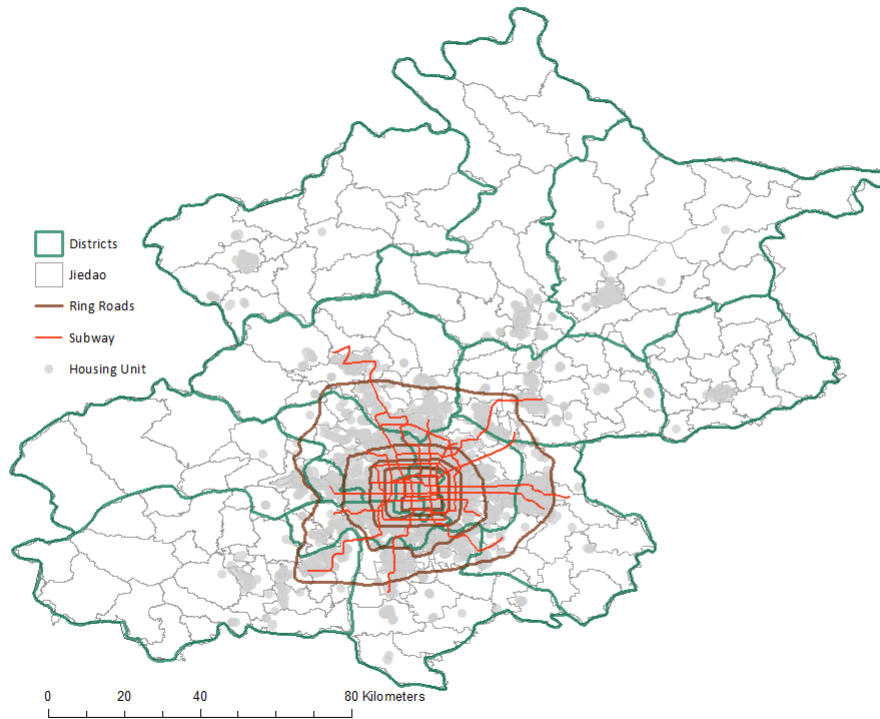 Districts
Jiedao
Ring Roads
Subway
Housing Unit
0 20 40 80 Kilometers